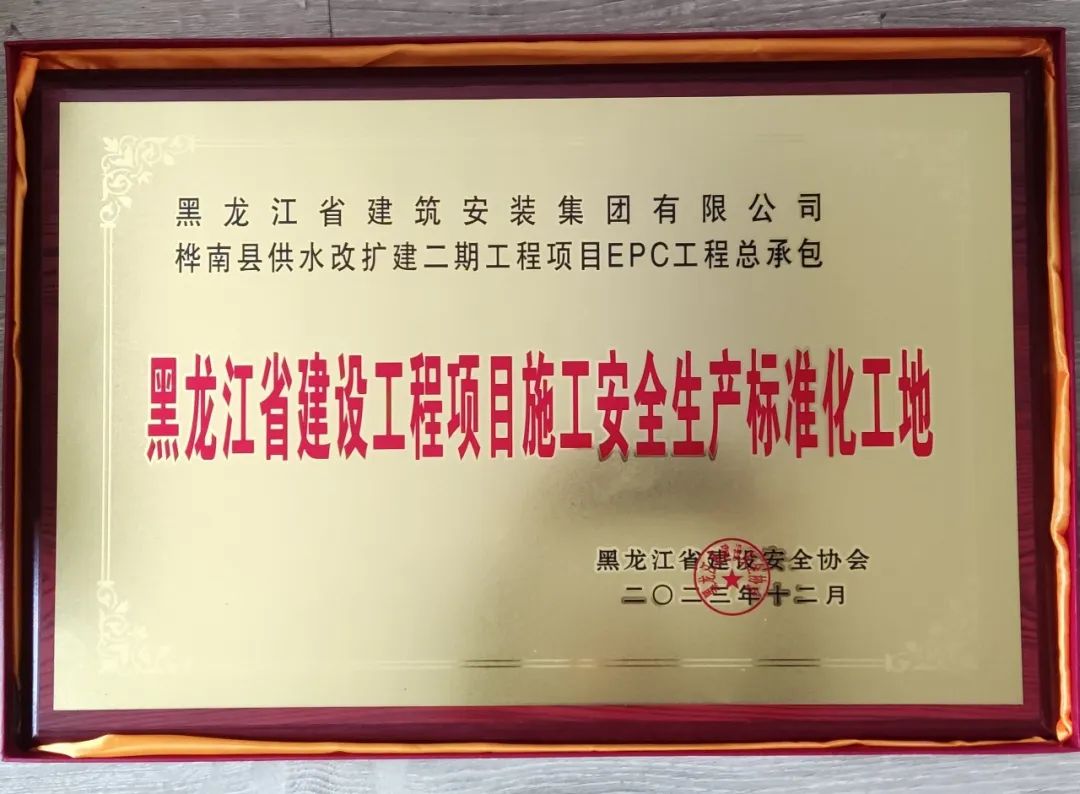 黑龙江省建筑安装集团有限公司
桦南县供水改扩建二期工程项目EPC工程总承包
黑龙江省建设工程项目施工安全生产标准化工地
黑龙江省建设安全协会
二〇二三年十二月